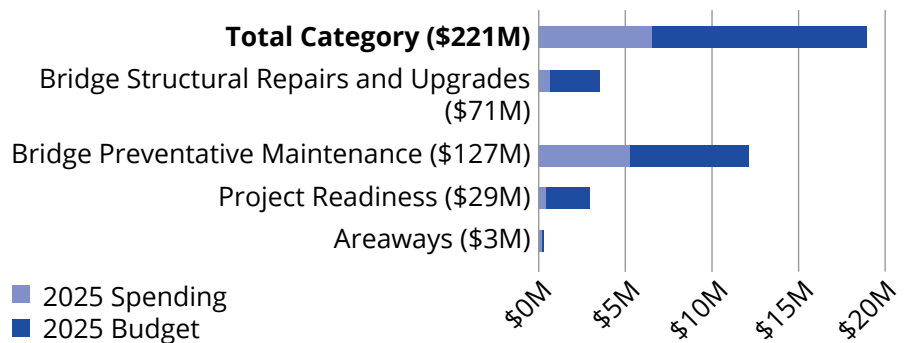 Total Category ($221M)
Bridge Structural Repairs and Upgrades
($71M)
Bridge Preventative Maintenance ($127M)
Project Readiness ($29M)
Areaways ($3M)
2025 Spending
2025 Budget
$0M
$5M
$10M
$15M
$20M